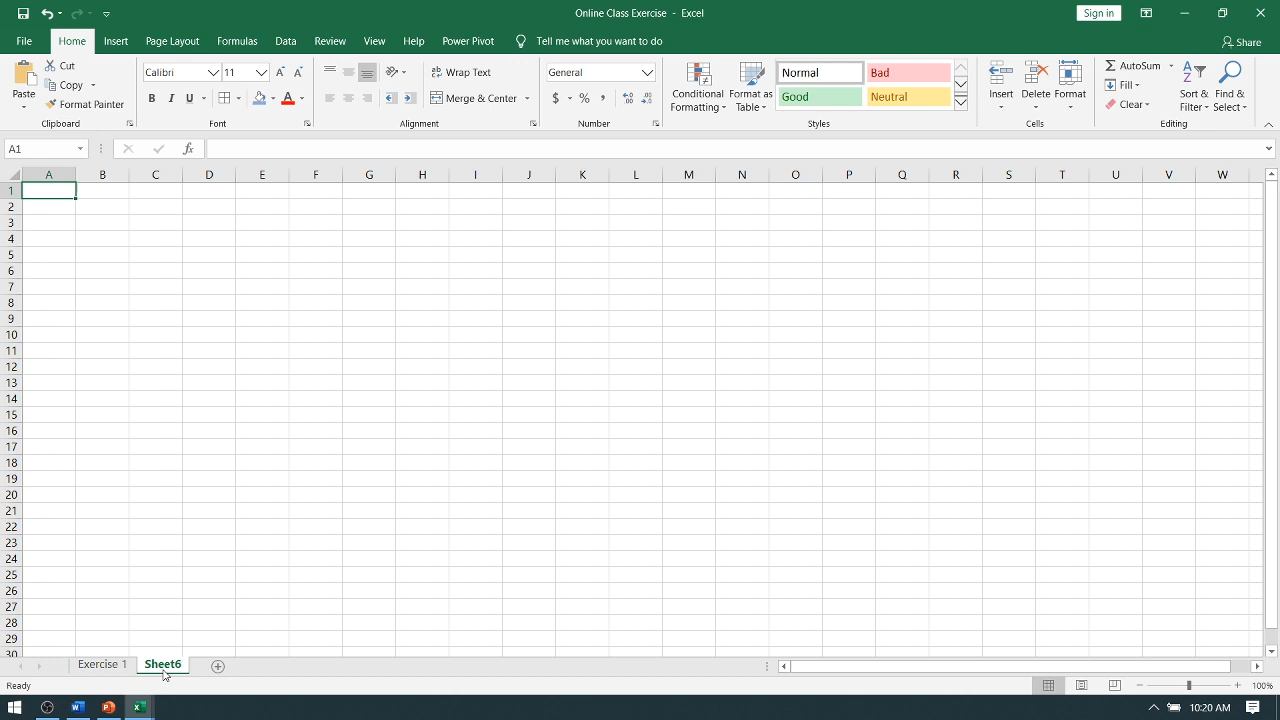 Online Class Exercise - Excel
Sign in
File Home Insert Page Layout Formulas Data Review View Help Power Pivot Tell me what you want to do Share
Paste
Cut
Copy
Format Painter
Clipboard
Calibri 11
B I U
Font
Wrap Text
Merge & Center
Alignment
General
$ % ,
Number
Conditional Formatting
Format as Table
Normal Bad
Good Neutral
Styles
Insert Delete Format
Cells
AutoSum
Fill
Clear
Sort & Filter
Find & Select
Editing
A1 fx
A B C D E F G H I J K L M N O P Q R S T U V W
1
2
3
4
5
6
7
8
9
10
11
12
13
14
15
16
17
18
19
20
21
22
23
24
25
26
27
28
29
30
Exercise 1 Sheet6
Ready 100%
10:20 AM